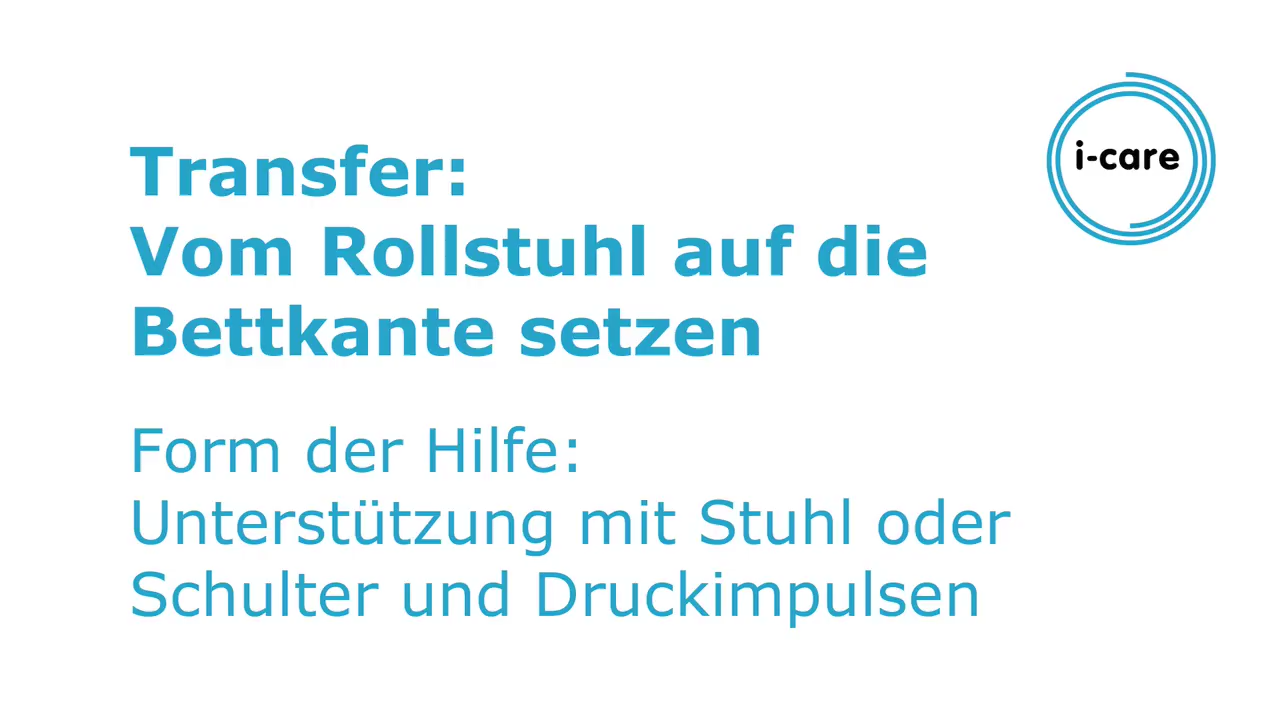 Transfer:
Vom Rollstuhl auf die
Bettkante setzen
Form der Hilfe:
Unterstützung mit Stuhl oder
Schulter und Druckimpulsen
i-care